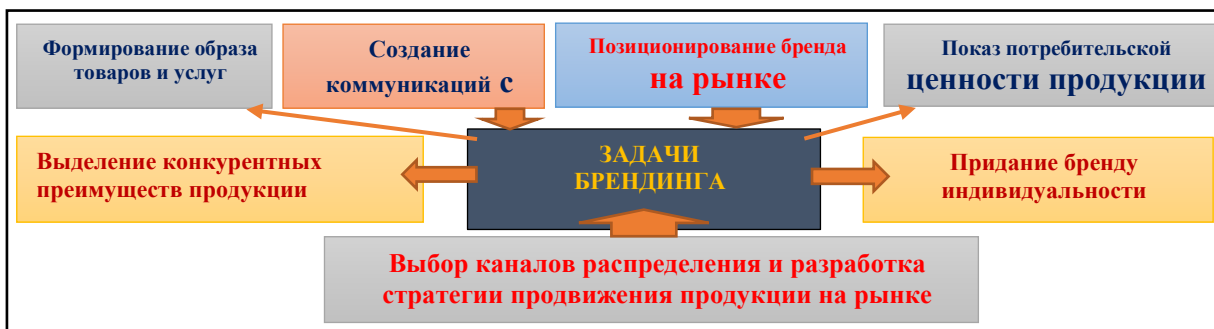 Формирование образа
товаров и услуг
Создание
коммуникаций с
Позиционирование бренда
на рынке
Показ потребительской
ценности продукции
Выделение конкурентных
преимуществ продукции
ЗАДАЧИ
БРЕНДИНГА
Придание бренду
индивидуальности
Выбор каналов распределения и разработка
стратегии продвижения продукции на рынке